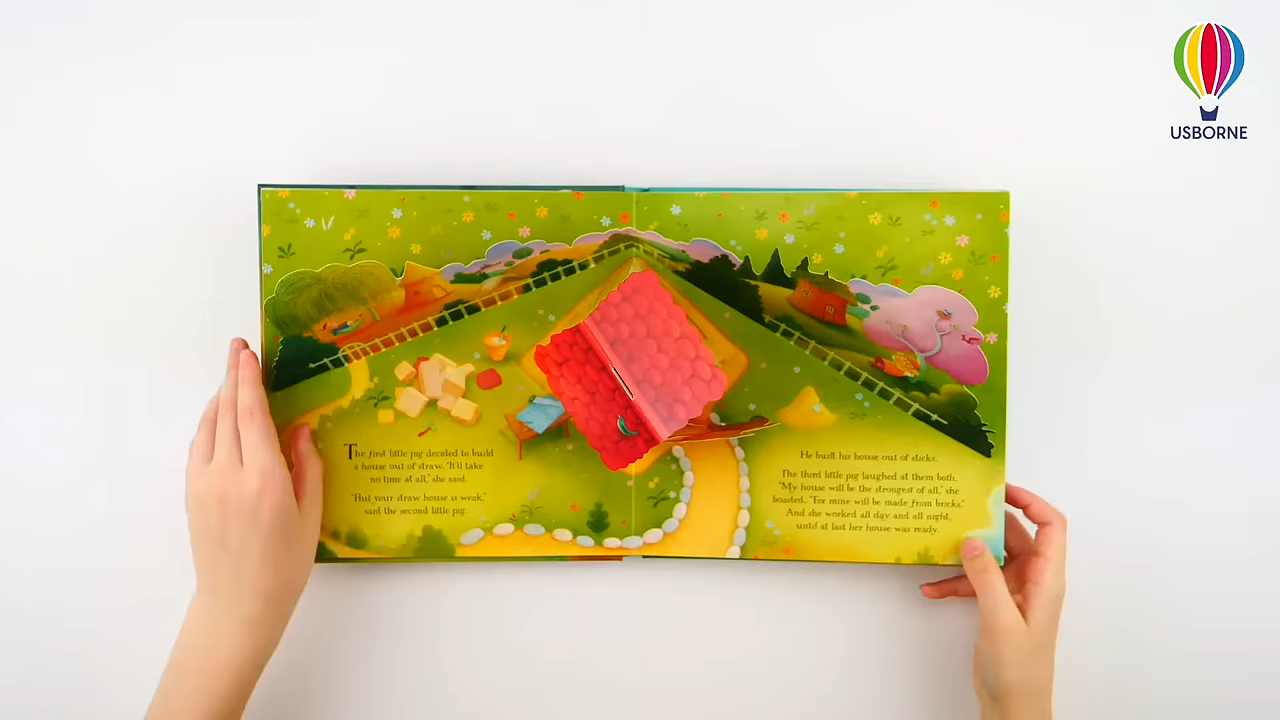 USBORNE
The first little pig decided to build
a house out of straw. "It'll take
no time at all," she said.
"But your straw house is weak,"
said the second little pig.
He built his house out of sticks.
The third little pig laughed at them both.
"My house will be the strongest of all," she
boasted. "For mine will be made from bricks."
And she worked all day and all night,
until at last her house was ready.